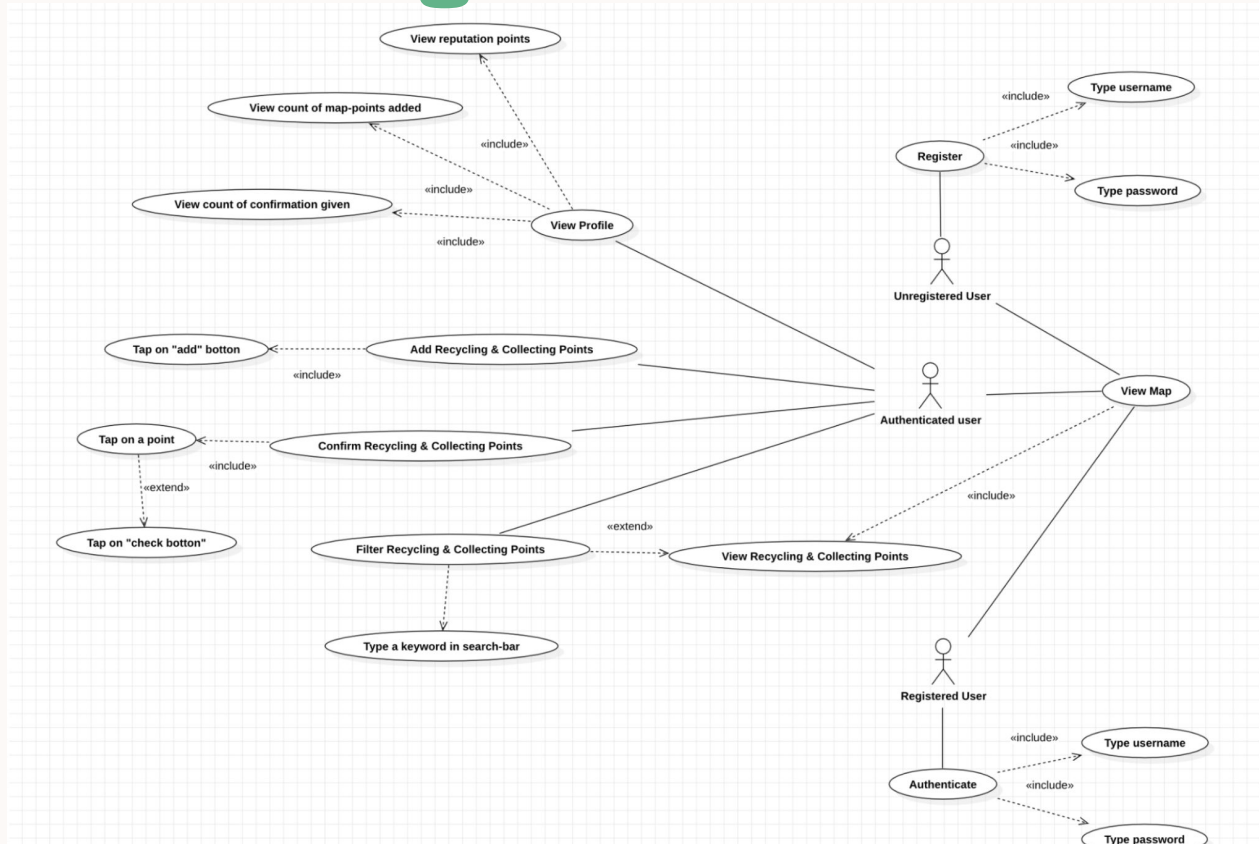 View reputation points
View count of map-points added
Type username
«include»
«include»
«include»
Register
Type password
«include»
View count of confirmation given
View Profile
«include»
Unregistered User
Tap on "add" botton
Add Recycling & Collecting Points
«include»
View Map
Authenticated user
Tap on a point
Confirm Recycling & Collecting Points
«include»
«extend»
«include»
Tap on "check botton"
Filter Recycling & Collecting Points
«extend»
View Recycling & Collecting Points
Type a keyword in search-bar
Registered User
«include»
Type username
Authenticate
«include»
Type password